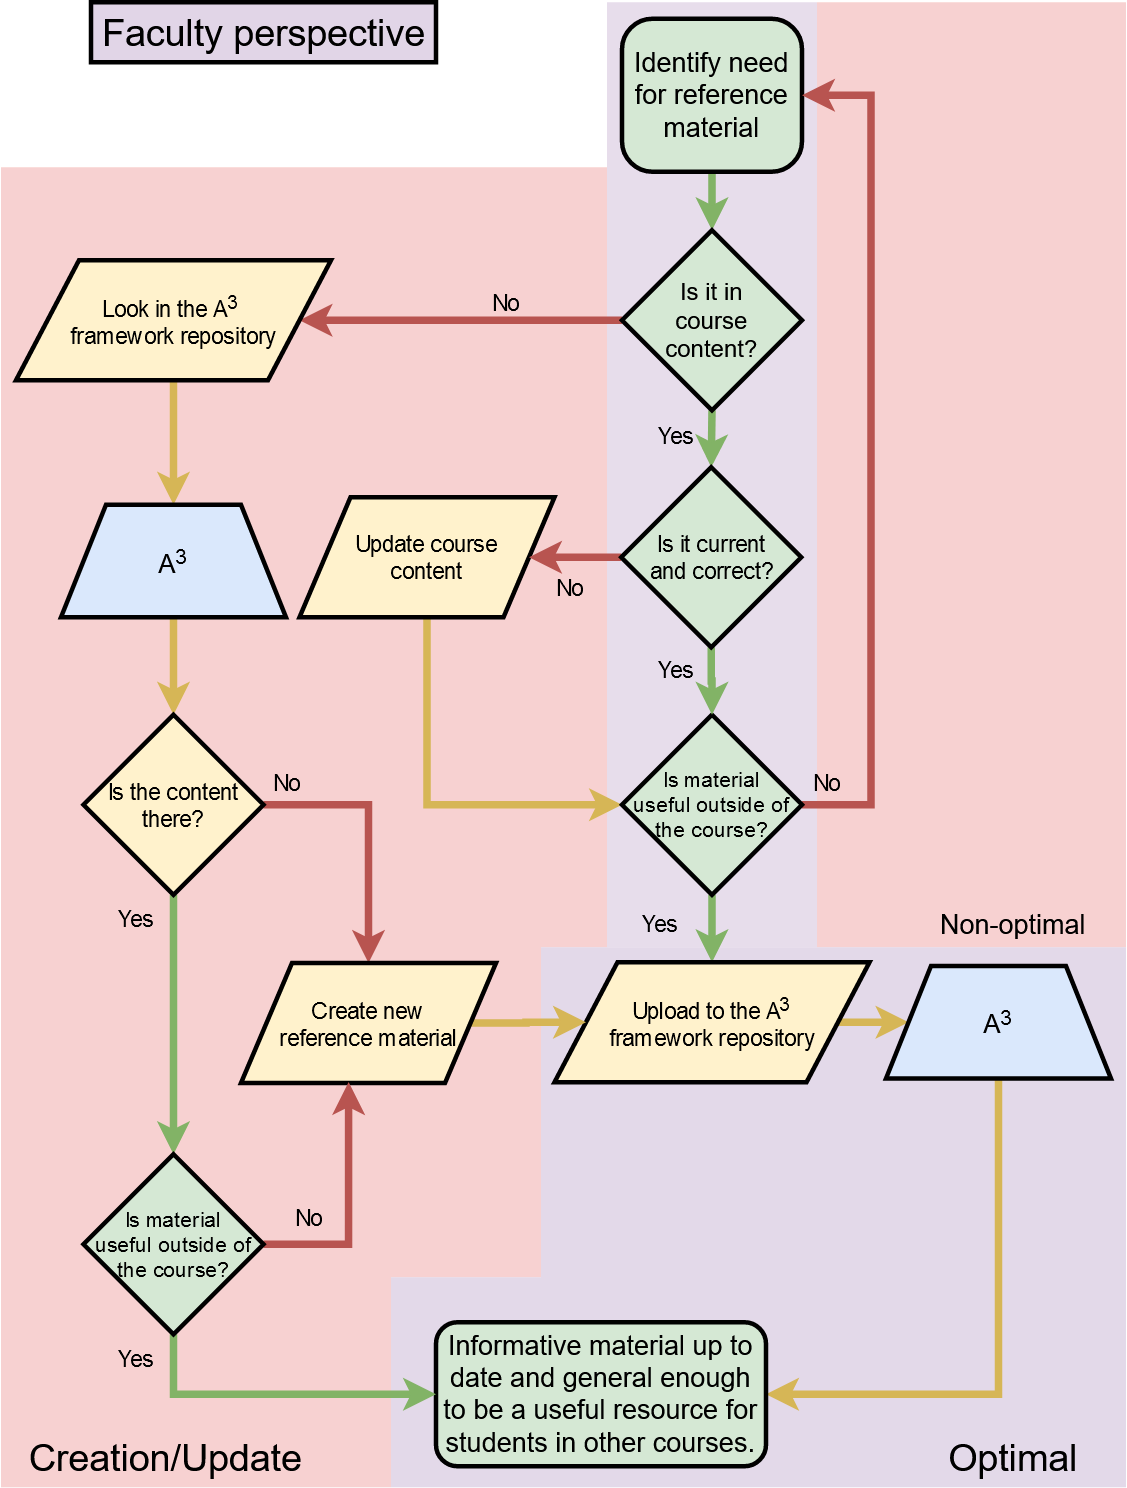 Faculty perspective
Identify need
for reference
material
Is it in
course
content?
No
Look in the A³
framework repository
Yes
Is it current
and correct?
No
Update course
content
A³
Yes
Is material
useful outside of
the course?
No
Is the content
there?
No
Yes
Yes
Non-optimal
Create new
reference material
Upload to the A³
framework repository
A³
Is material
useful outside of
the course?
No
Yes
Informative material up to
date and general enough
to be a useful resource for
students in other courses.
Creation/Update
Optimal